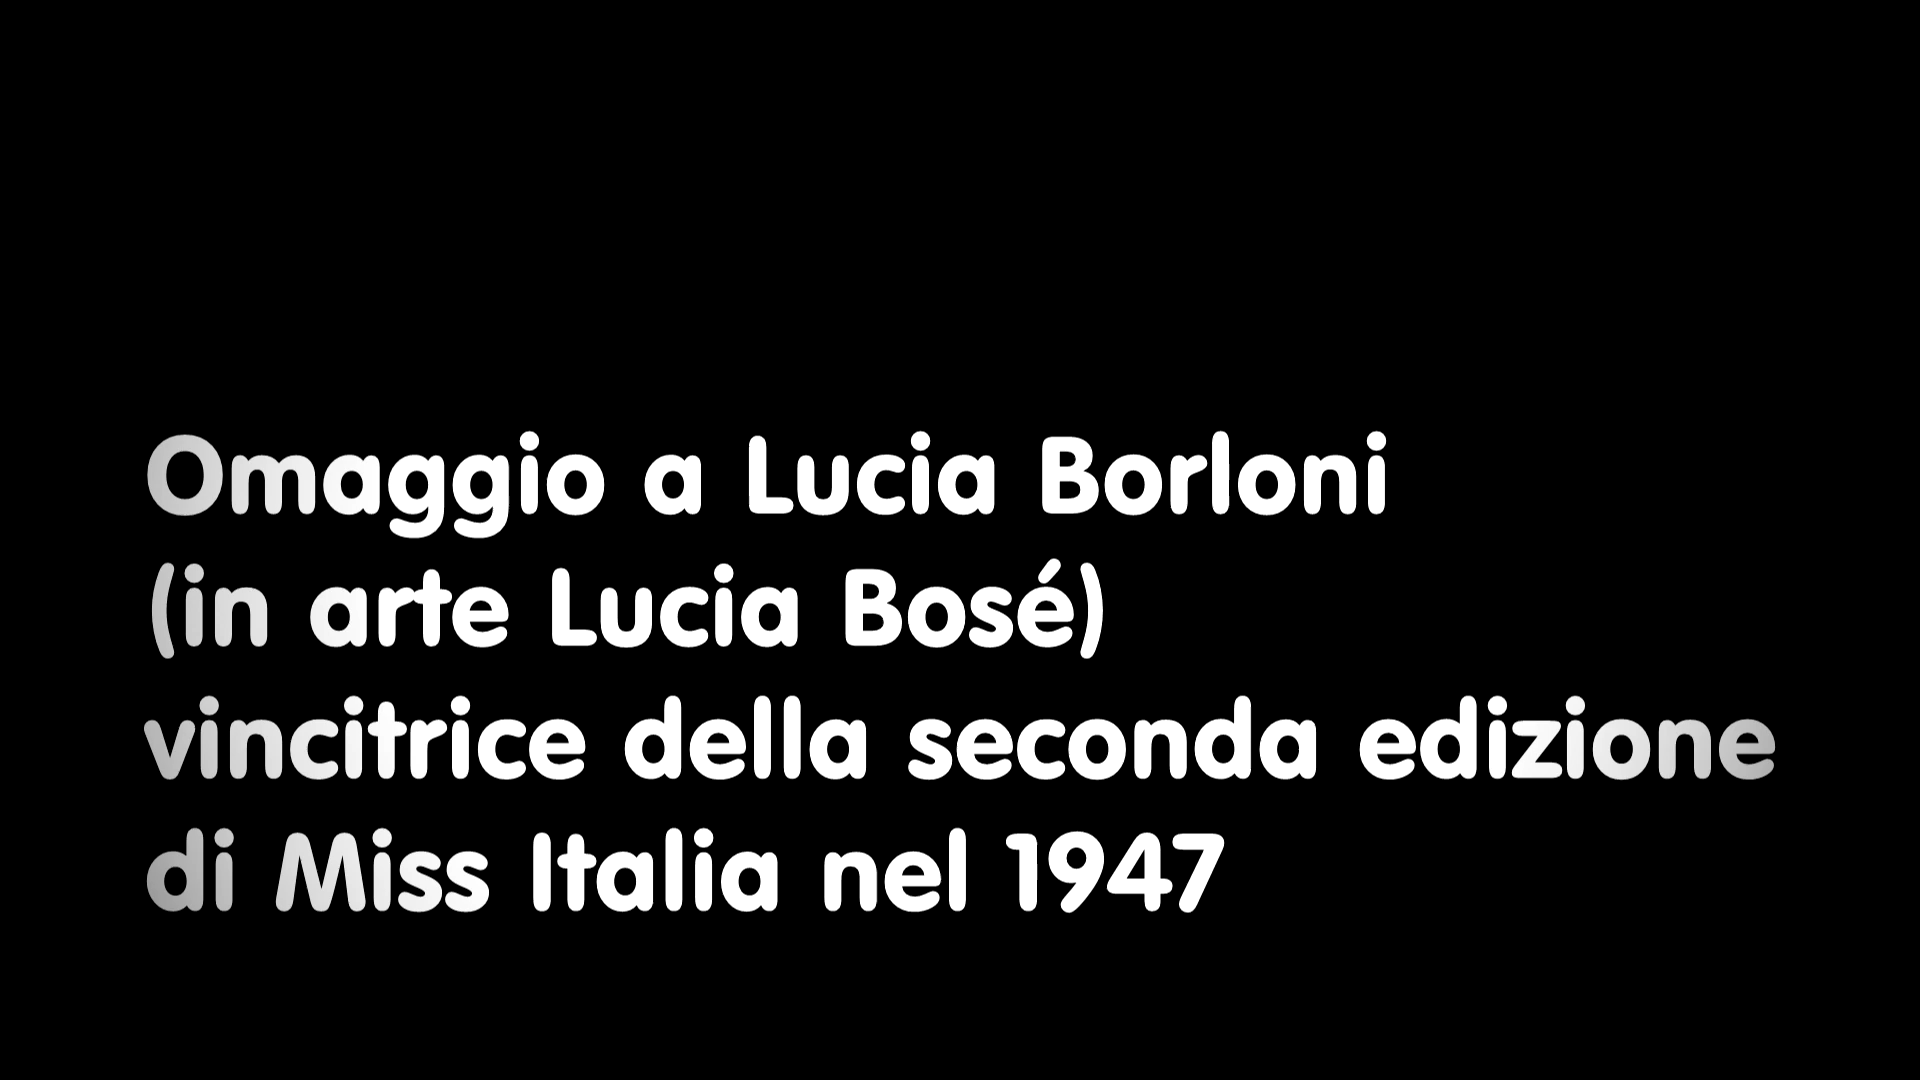 Omaggio a Lucia Borloni
(in arte Lucia Bosé)
vincitrice della seconda edizione
di Miss Italia nel 1947